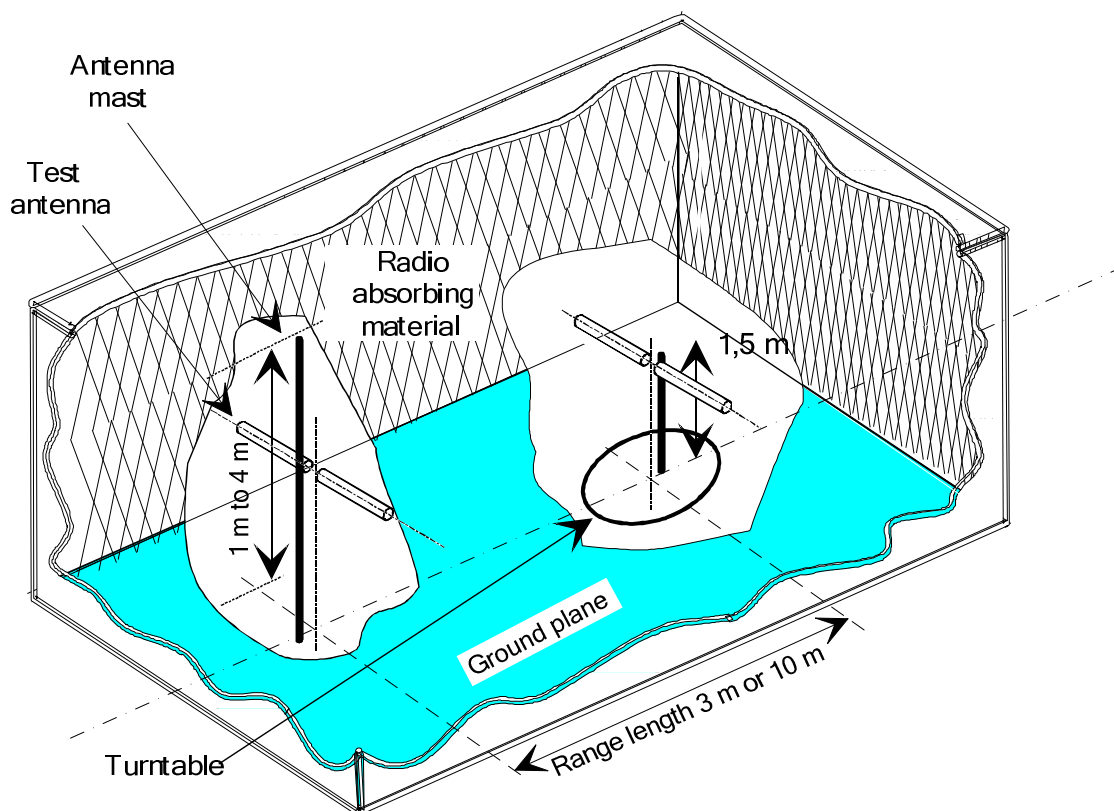 Antenna
mast
Test
antenna
Radio
absorbing
material
1,5 m
1 m to 4 m
Ground plane
Range length 3 m or 10 m
Turntable